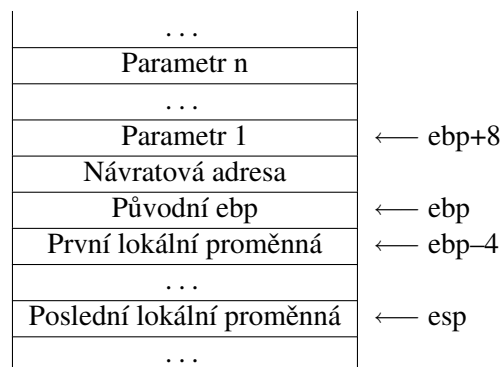 ...
Parametr n
...
Parametr 1 ⟵ ebp+8
Návratová adresa
Původní ebp ⟵ ebp
První lokální proměnná ⟵ ebp–4
...
Poslední lokální proměnná ⟵ esp
...